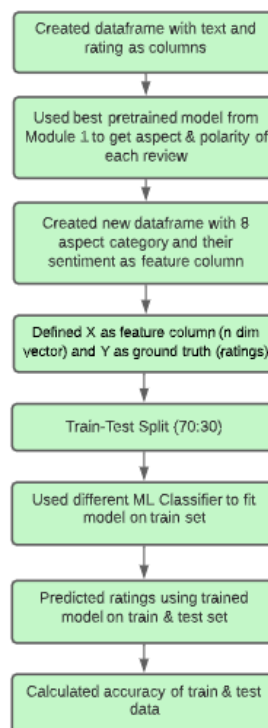 Created dataframe with text and
rating as columns
Used best pretrained model from
Module 1 to get aspect & polarity of
each review
Created new dataframe with 8
aspect category and their
sentiment as feature column
Defined X as feature column (n dim
vector) and Y as ground truth (ratings)
Train-Test Split (70:30)
Used different ML Classifier to fit
model on train set
Predicted ratings using trained
model on train & test set
Calculated accuracy of train & test
data